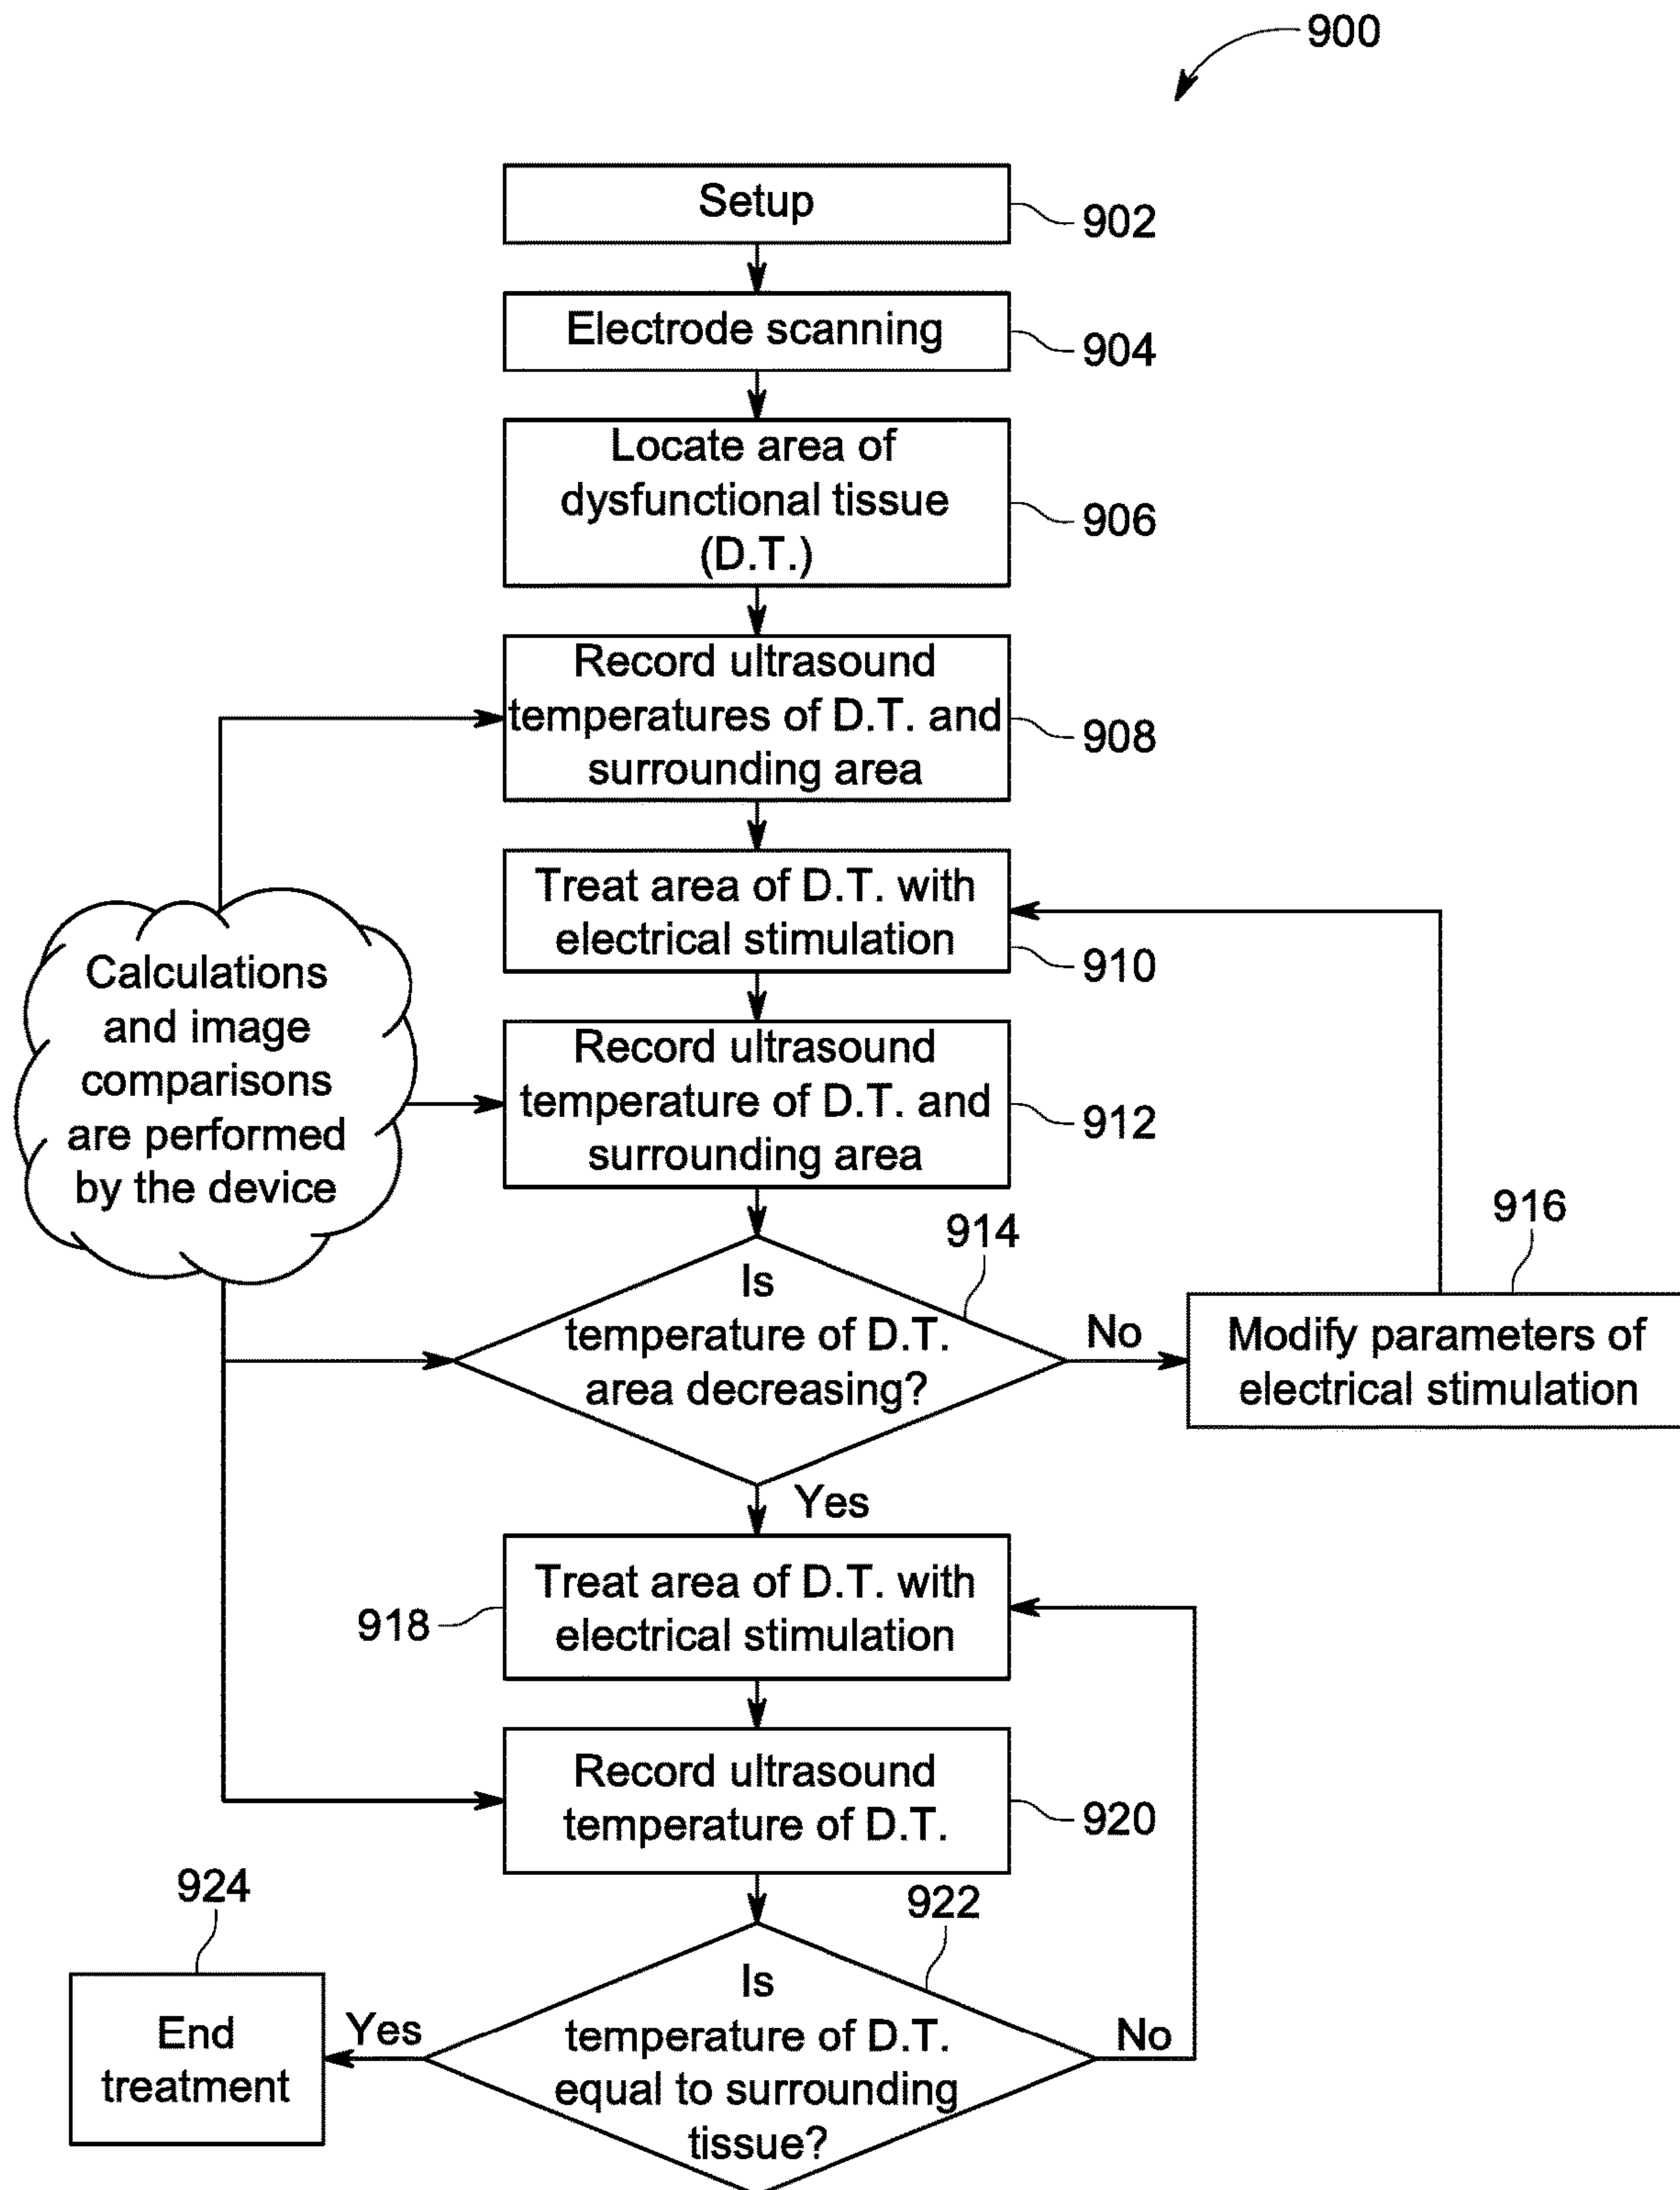 900
Setup
902
Electrode scanning
904
Locate area of
dysfunctional tissue
(D.T.)
906
Record ultrasound
temperatures of D.T. and
surrounding area
908
Treat area of D.T. with
electrical stimulation
910
Calculations
and image
comparisons
are performed
by the device
Record ultrasound
temperature of D.T. and
surrounding area
912
914
Is
temperature of D.T.
area decreasing?
No
916
Modify parameters of
electrical stimulation
Yes
Treat area of D.T. with
electrical stimulation
918
Record ultrasound
temperature of D.T.
920
922
Is
temperature of D.T.
equal to surrounding
tissue?
No
Yes
924
End
treatment